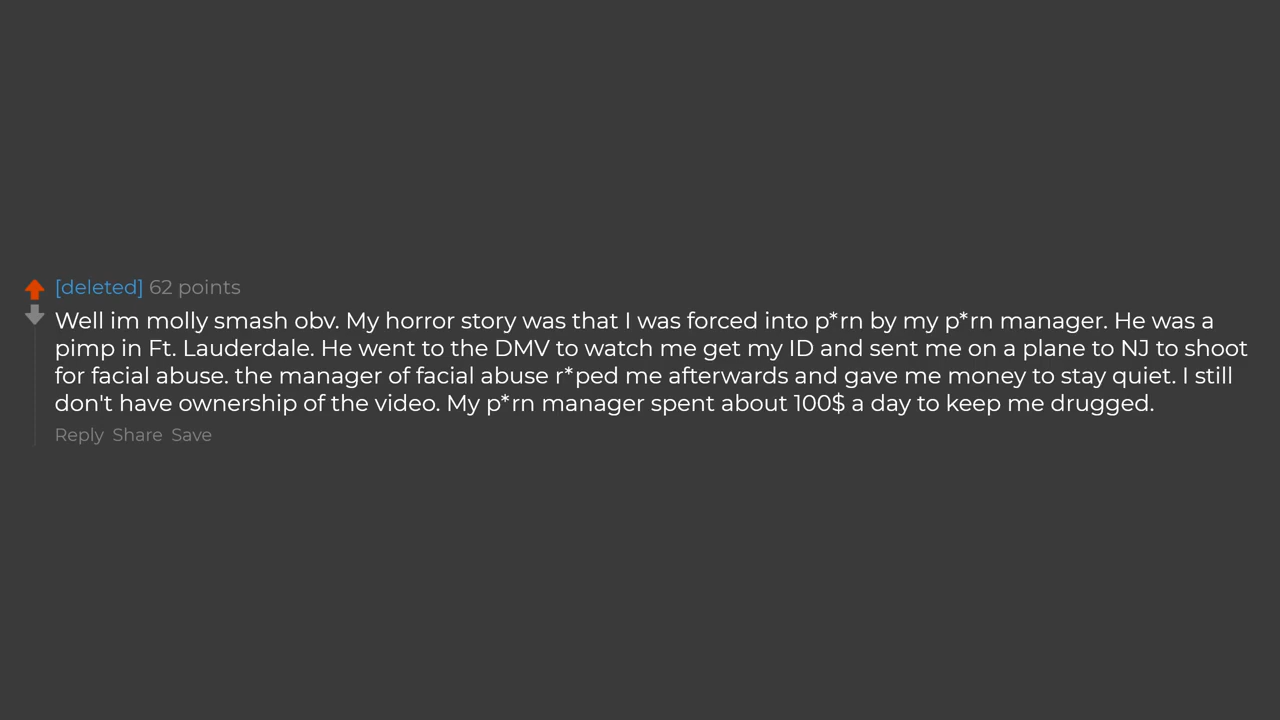 [deleted] 62 points
Well im molly smash obv. My horror story was that I was forced into p*rn by my p*rn manager. He was a
pimp in Ft. Lauderdale. He went to the DMV to watch me get my ID and sent me on a plane to NJ to shoot
for facial abuse. the manager of facial abuse r*ped me afterwards and gave me money to stay quiet. I still
don't have ownership of the video. My p*rn manager spent about 100$ a day to keep me drugged.
Reply Share Save